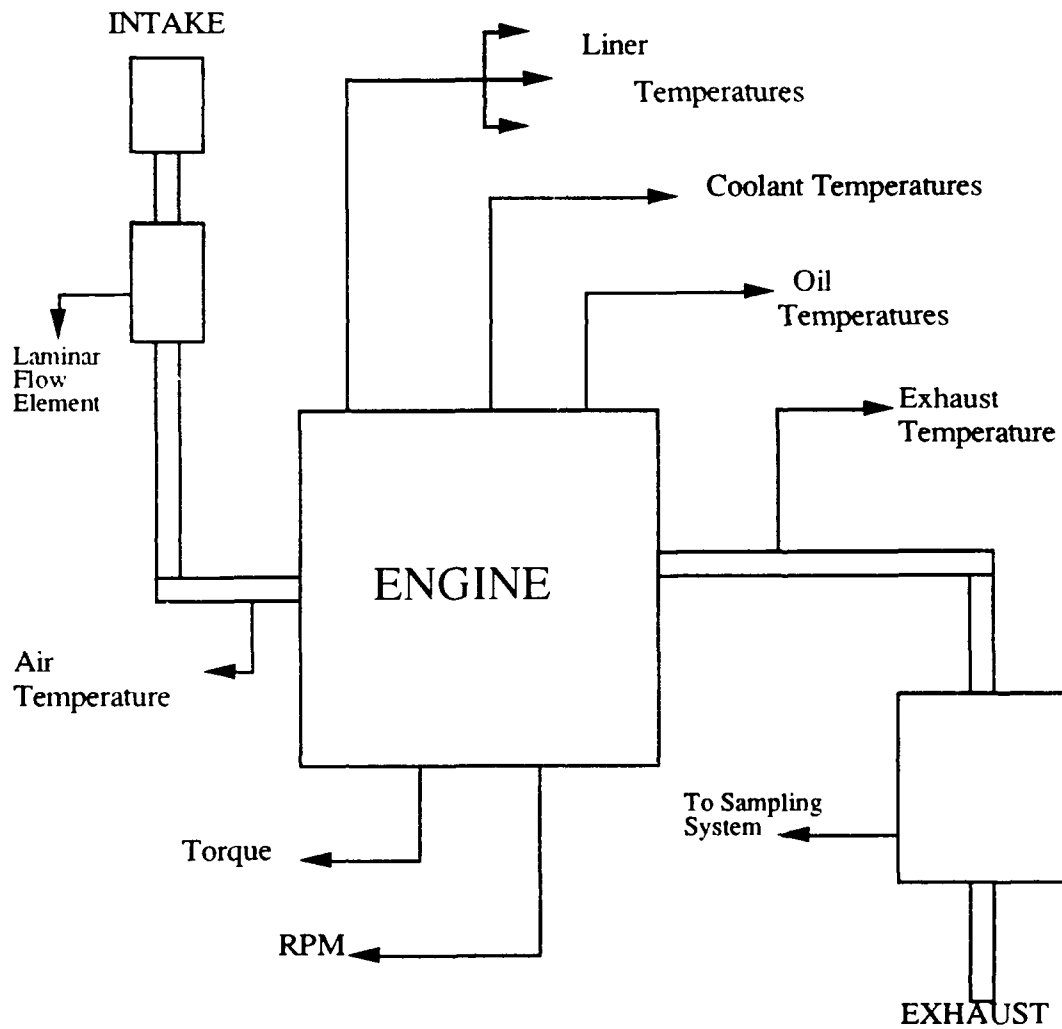 INTAKE
Liner
Temperatures
Coolant Temperatures
Oil
Temperatures
Laminar
Flow
Element
Exhaust
Temperature
ENGINE
Air
Temperature
To Sampling
System
Torque
RPM
EXHAUST